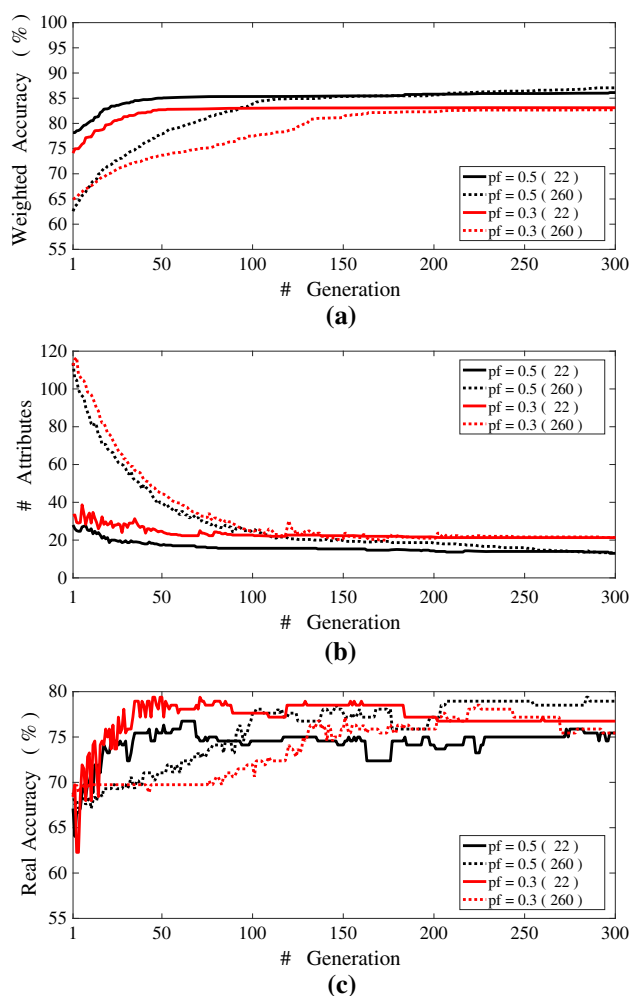 100
95
90
85
80
75
70
65
60
55
Weighted Accuracy ( % )
pf = 0.5 ( 22 )
pf = 0.5 ( 260 )
pf = 0.3 ( 22 )
pf = 0.3 ( 260 )
1 50 100 150 200 250 300
# Generation
(a)
120
100
80
60
40
20
0
# Attributes
pf = 0.5 ( 22 )
pf = 0.5 ( 260 )
pf = 0.3 ( 22 )
pf = 0.3 ( 260 )
1 50 100 150 200 250 300
# Generation
(b)
80
75
70
65
60
55
Real Accuracy ( % )
pf = 0.5 ( 22 )
pf = 0.5 ( 260 )
pf = 0.3 ( 22 )
pf = 0.3 ( 260 )
1 50 100 150 200 250 300
# Generation
(c)